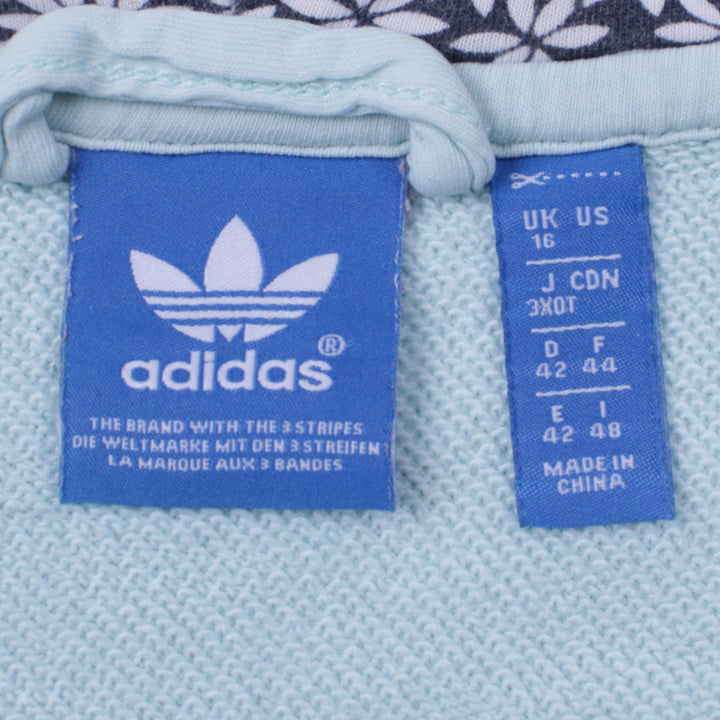 adidas®
THE BRAND WITH THE 3 STRIPES
DIE WELTMARKE MIT DEN 3 STREIFEN
LA MARQUE AUX 3 BANDES
UK US
16
J CDN
3XOT
D F
42 44
E I
42 48
MADE IN
CHINA